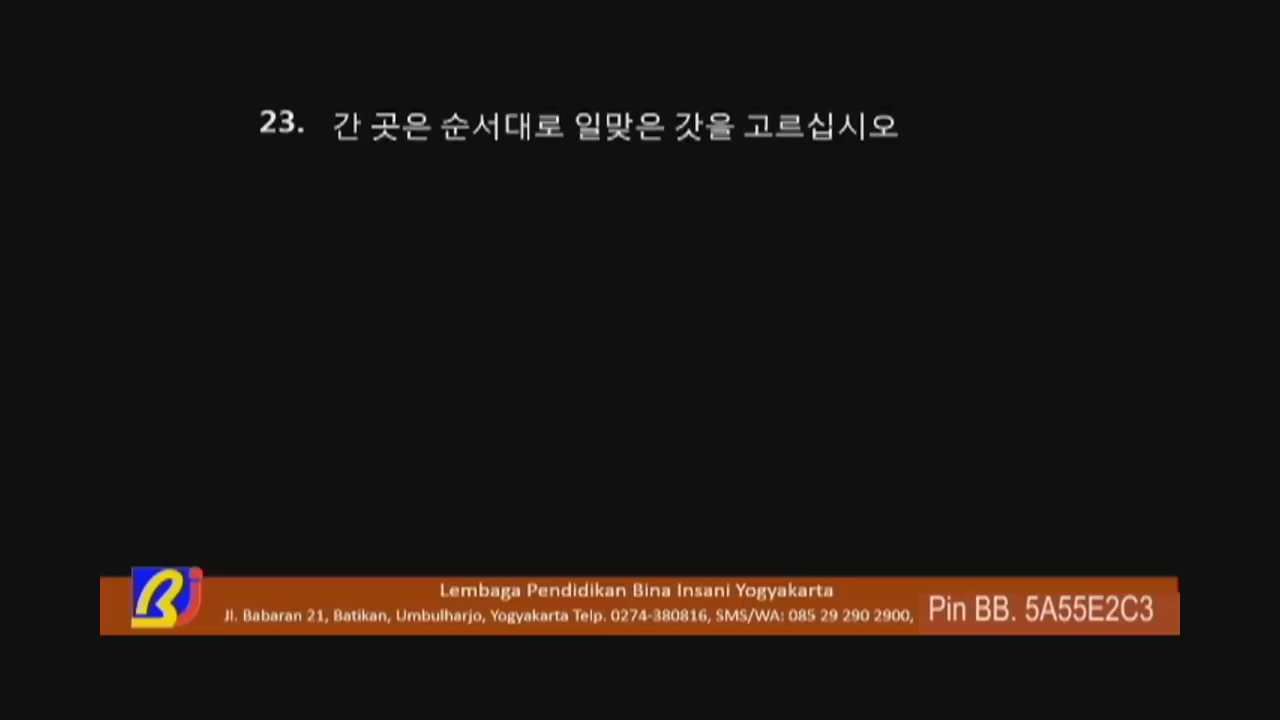 23. 간 곳은 순서대로 일맞은 갓을 고르십시오
Lembaga Pendidikan Bina Insani Yogyakarta
Jl. Babaran 21, Batikan, Umbulharjo, Yogyakarta Telp. 0274-380816, SMS/WA: 085 29 290 2900, Pin BB. 5A55E2C3